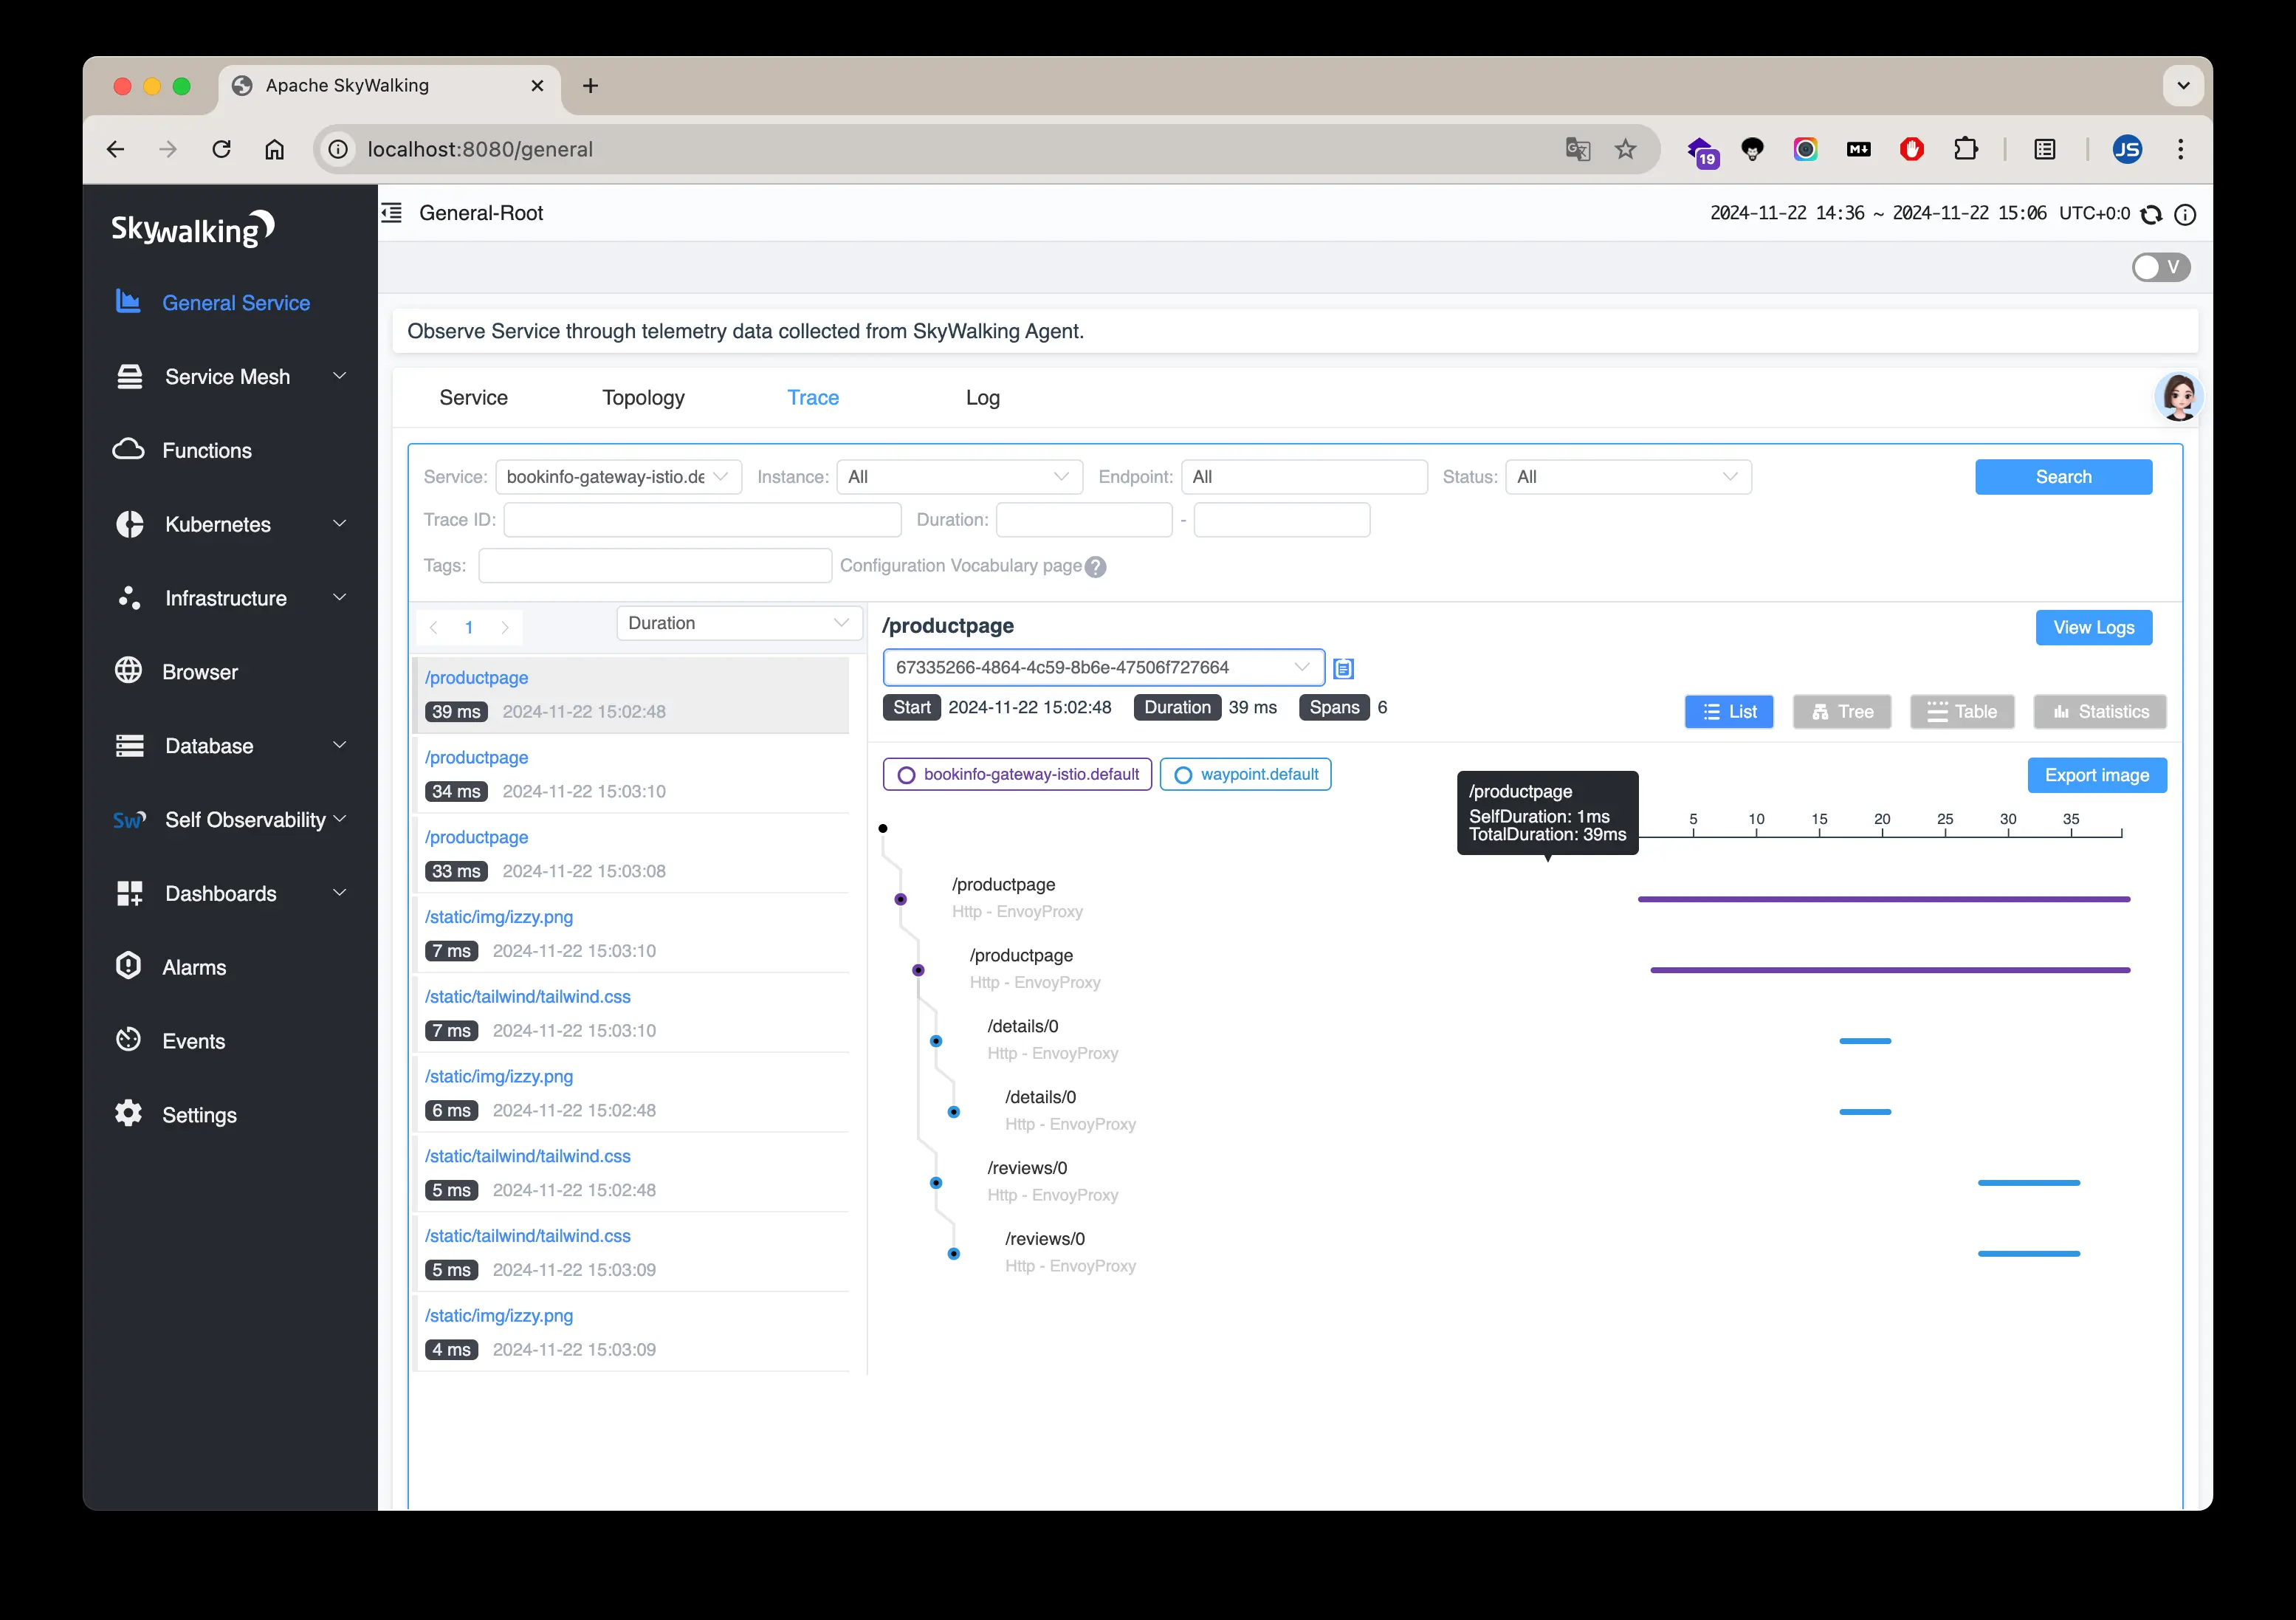 Apache SkyWalking
localhost:8080/general
19
M↓
JS
Skywalking
General-Root
2024-11-22 14:36 ~ 2024-11-22 15:06 UTC+0:0
V
General Service
Service Mesh
Functions
Kubernetes
Infrastructure
Browser
Database
Sw
Self Observability
Dashboards
Alarms
Events
Settings
Observe Service through telemetry data collected from SkyWalking Agent.
Service
Topology
Trace
Log
Service: bookinfo-gateway-istio.de
Instance: All
Endpoint: All
Status: All
Search
Trace ID:
Duration: -
Tags:
Configuration Vocabulary page
1
Duration
/productpage
39 ms 2024-11-22 15:02:48
/productpage
34 ms 2024-11-22 15:03:10
/productpage
33 ms 2024-11-22 15:03:08
/static/img/izzy.png
7 ms 2024-11-22 15:03:10
/static/tailwind/tailwind.css
7 ms 2024-11-22 15:03:10
/static/img/izzy.png
6 ms 2024-11-22 15:02:48
/static/tailwind/tailwind.css
5 ms 2024-11-22 15:02:48
/static/tailwind/tailwind.css
5 ms 2024-11-22 15:03:09
/static/img/izzy.png
4 ms 2024-11-22 15:03:09
/productpage
View Logs
67335266-4864-4c59-8b6e-47506f727664
Start 2024-11-22 15:02:48 Duration 39 ms Spans 6
List
Tree
Table
Statistics
bookinfo-gateway-istio.default
waypoint.default
Export image
/productpage
SelfDuration: 1ms
TotalDuration: 39ms
5 10 15 20 25 30 35
/productpage
Http - EnvoyProxy
/productpage
Http - EnvoyProxy
/details/0
Http - EnvoyProxy
/details/0
Http - EnvoyProxy
/reviews/0
Http - EnvoyProxy
/reviews/0
Http - EnvoyProxy